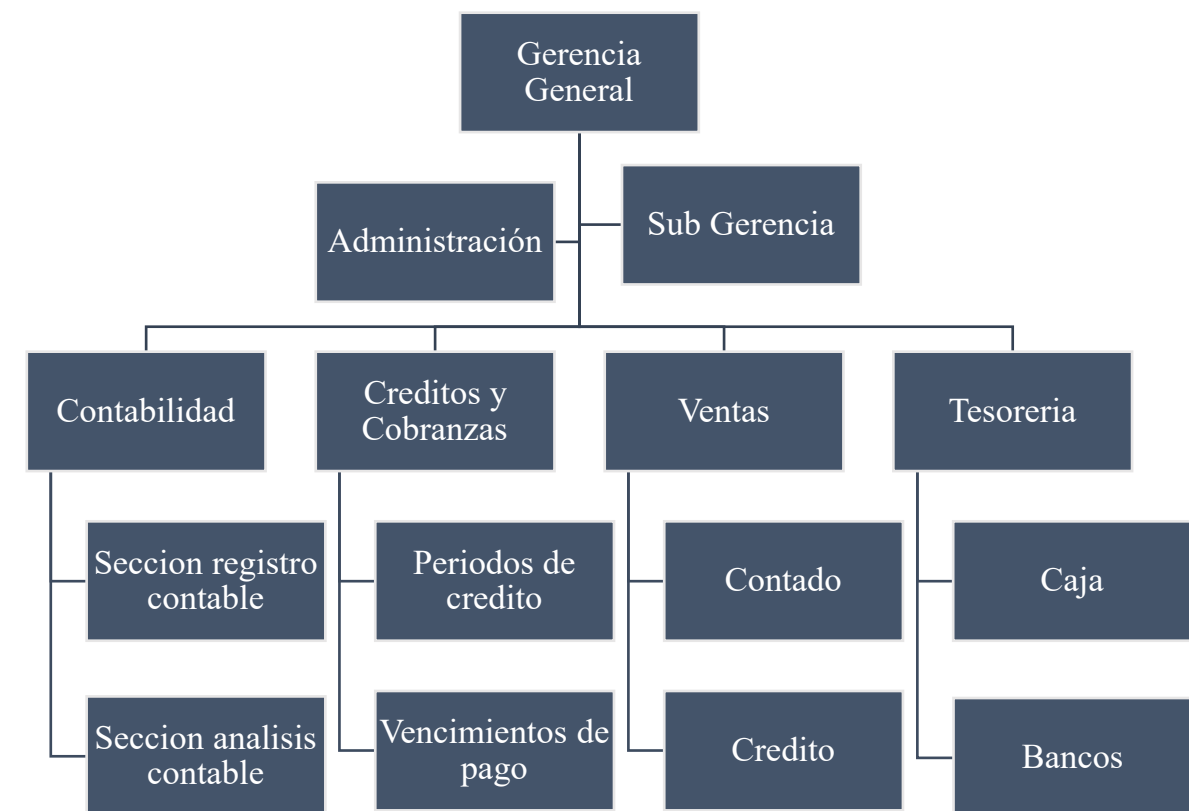 Gerencia
General
Sub Gerencia
Administración
Contabilidad
Creditos y
Cobranzas
Ventas
Tesoreria
Seccion registro
contable
Periodos de
credito
Contado
Caja
Seccion analisis
contable
Vencimientos de
pago
Credito
Bancos